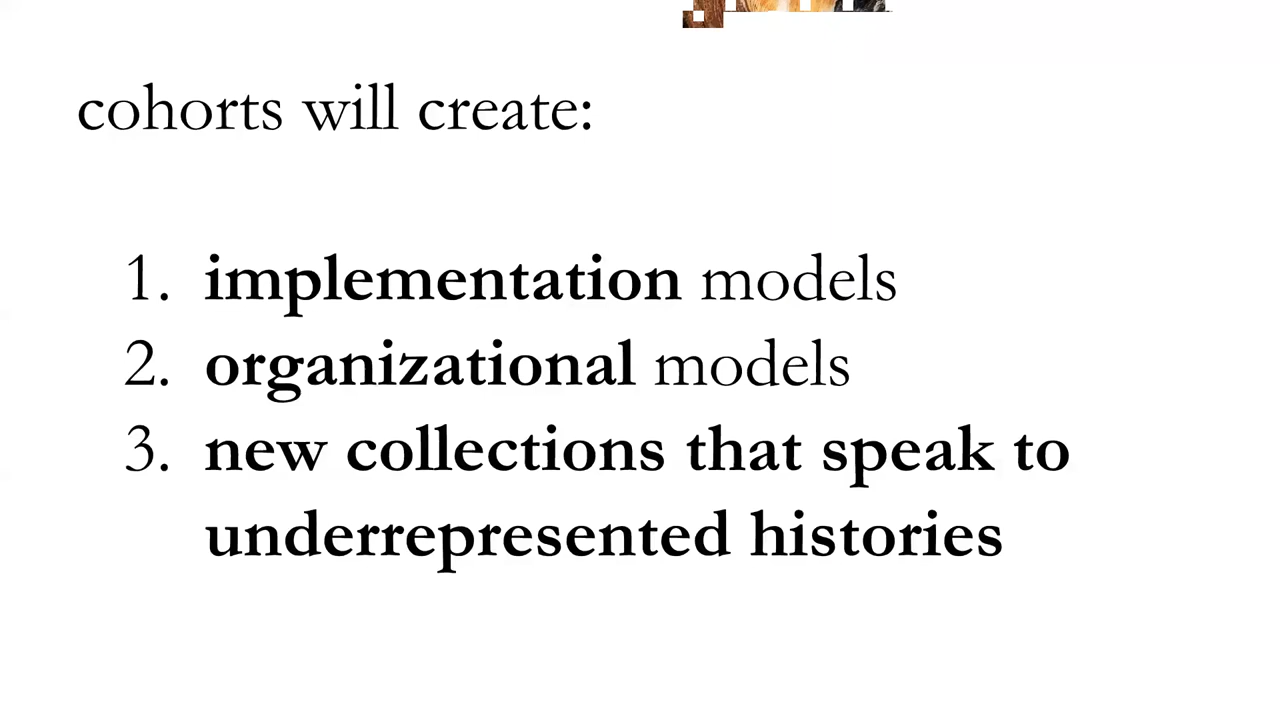 cohorts will create:
1. implementation models
2. organizational models
3. new collections that speak to
underrepresented histories